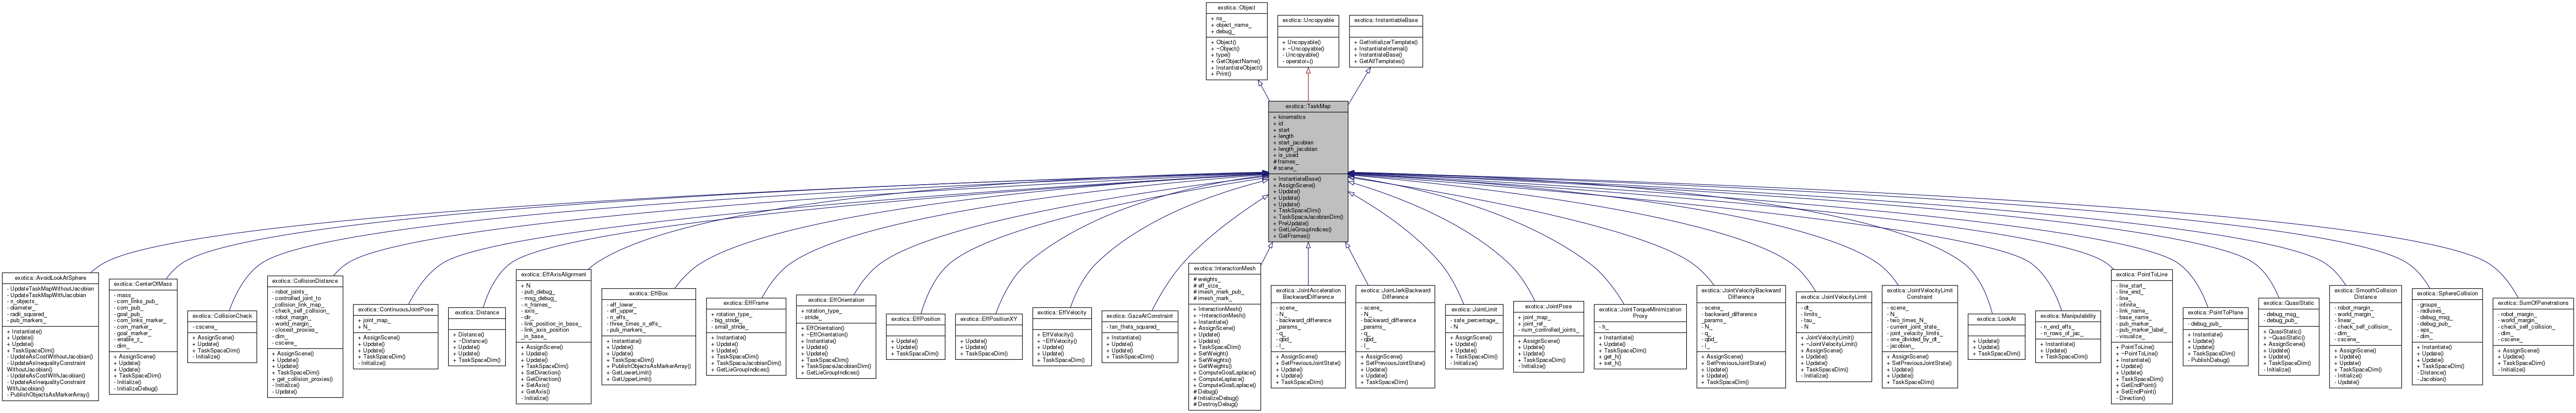 exotica::Object
+ ns_
+ object_name_
+ debug_
+ Object()
+ ~Object()
+ type()
+ GetObjectName()
+ InstantiateObject()
+ Print()
exotica::Uncopyable
+ Uncopyable()
+ ~Uncopyable()
- Uncopyable()
- operator=()
exotica::InstantiableBase
+ GetInitializerTemplate()
+ InstantiateInternal()
+ InstantiateBase()
+ GetAllTemplates()
exotica::TaskMap
+ kinematics
+ id
+ start
+ length
+ start_jacobian
+ length_jacobian
+ is_used
# frames_
# scene_
+ InstantiateBase()
+ AssignScene()
+ Update()
+ Update()
+ Update()
+ TaskSpaceDim()
+ TaskSpaceJacobianDim()
+ PreUpdate()
+ GetLieGroupIndices()
+ GetFrames()
exotica::AvoidLookAtSphere
- UpdateTaskMapWithoutJacobian
- UpdateTaskMapWithJacobian
- n_objects_
- diameter_
- radii_squared_
- pub_markers_
+ Instantiate()
+ Update()
+ Update()
+ TaskSpaceDim()
- UpdateAsCostWithoutJacobian()
- UpdateAsInequalityConstraint
WithoutJacobian()
- UpdateAsCostWithJacobian()
- UpdateAsInequalityConstraint
WithJacobian()
- PublishObjectsAsMarkerArray()
exotica::CenterOfMass
- mass_
- com_links_pub_
- com_pub_
- goal_pub_
- com_links_marker_
- com_marker_
- goal_marker_
- enable_z_
- dim_
+ AssignScene()
+ Update()
+ Update()
+ TaskSpaceDim()
- Initialize()
- InitializeDebug()
exotica::CollisionCheck
- cscene_
+ AssignScene()
+ Update()
+ TaskSpaceDim()
- Initialize()
exotica::CollisionDistance
- robot_joints_
- controlled_joint_to
_collision_link_map_
- check_self_collision_
- robot_margin_
- world_margin_
- closest_proxies_
- dim_
- cscene_
+ AssignScene()
+ Update()
+ Update()
+ TaskSpaceDim()
+ get_collision_proxies()
- Initialize()
- Update()
exotica::ContinuousJointPose
+ joint_map_
+ N_
+ AssignScene()
+ Update()
+ Update()
+ TaskSpaceDim()
- Initialize()
exotica::Distance
+ Distance()
+ ~Distance()
+ Update()
+ Update()
+ TaskSpaceDim()
exotica::EffAxisAlignment
+ N
- pub_debug_
- msg_debug_
- n_frames_
- axis_
- dir_
- link_position_in_base_
- link_axis_position
_in_base_
+ AssignScene()
+ Update()
+ Update()
+ TaskSpaceDim()
+ SetDirection()
+ GetDirection()
+ SetAxis()
+ GetAxis()
- Initialize()
exotica::EffBox
- eff_lower_
- eff_upper_
- n_effs_
- three_times_n_effs_
- pub_markers_
+ Instantiate()
+ Update()
+ Update()
+ TaskSpaceDim()
+ PublishObjectsAsMarkerArray()
+ GetLowerLimit()
+ GetUpperLimit()
exotica::EffFrame
+ rotation_type_
- big_stride_
- small_stride_
+ Instantiate()
+ Update()
+ Update()
+ TaskSpaceDim()
+ TaskSpaceJacobianDim()
+ GetLieGroupIndices()
exotica::EffOrientation
+ rotation_type_
- stride_
+ EffOrientation()
+ ~EffOrientation()
+ Instantiate()
+ Update()
+ Update()
+ TaskSpaceDim()
+ TaskSpaceJacobianDim()
+ GetLieGroupIndices()
exotica::EffPosition
+ Update()
+ Update()
+ TaskSpaceDim()
exotica::EffPositionXY
+ Update()
+ Update()
+ TaskSpaceDim()
exotica::EffVelocity
+ EffVelocity()
+ ~EffVelocity()
+ Update()
+ Update()
+ TaskSpaceDim()
exotica::GazeAtConstraint
- tan_theta_squared_
+ Instantiate()
+ Update()
+ Update()
+ TaskSpaceDim()
exotica::InteractionMesh
# weights_
# eff_size_
# imesh_mark_pub_
# imesh_mark_
+ InteractionMesh()
+ ~InteractionMesh()
+ Instantiate()
+ AssignScene()
+ Update()
+ Update()
+ TaskSpaceDim()
+ SetWeight()
+ SetWeights()
+ GetWeights()
+ ComputeGoalLaplace()
+ ComputeLaplace()
+ ComputeGoalLaplace()
# Debug()
# InitializeDebug()
# DestroyDebug()
exotica::JointAcceleration
BackwardDifference
- scene_
- N_
- backward_difference
_params_
- q_
- qbd_
- I_
+ AssignScene()
+ SetPreviousJointState()
+ Update()
+ Update()
+ TaskSpaceDim()
exotica::JointJerkBackward
Difference
- scene_
- N_
- backward_difference
_params_
- q_
- qbd_
- I_
+ AssignScene()
+ SetPreviousJointState()
+ Update()
+ Update()
+ TaskSpaceDim()
exotica::JointLimit
- safe_percentage_
- N
+ AssignScene()
+ Update()
+ Update()
+ TaskSpaceDim()
- Initialize()
exotica::JointPose
+ joint_map_
+ joint_ref_
- num_controlled_joints_
+ AssignScene()
+ Update()
+ Update()
+ TaskSpaceDim()
- Initialize()
exotica::JointTorqueMinimization
Proxy
- h_
+ Instantiate()
+ Update()
+ TaskSpaceDim()
+ get_h()
+ set_h()
exotica::JointVelocityBackward
Difference
- scene_
- backward_difference
_params_
- N_
- q_
- qbd_
- I_
+ AssignScene()
+ SetPreviousJointState()
+ Update()
+ Update()
+ TaskSpaceDim()
exotica::JointVelocityLimit
- dt_
- limits_
- tau_
- N
+ JointVelocityLimit()
+ ~JointVelocityLimit()
+ AssignScene()
+ Update()
+ Update()
+ TaskSpaceDim()
- Initialize()
exotica::JointVelocityLimit
Constraint
- scene_
- N_
- two_times_N_
- current_joint_state_
- joint_velocity_limits_
- one_divided_by_dt_
- jacobian_
+ AssignScene()
+ SetPreviousJointState()
+ Update()
+ Update()
+ TaskSpaceDim()
exotica::LookAt
+ Update()
+ Update()
+ TaskSpaceDim()
exotica::Manipulability
- n_end_effs_
- n_rows_of_jac_
+ Instantiate()
+ Update()
+ TaskSpaceDim()
exotica::PointToLine
- line_start_
- line_end_
- line_
- infinite_
- link_name_
- base_name_
- pub_marker_
- pub_marker_label_
- visualize_
+ PointToLine()
+ ~PointToLine()
+ Instantiate()
+ Update()
+ Update()
+ TaskSpaceDim()
+ GetEndPoint()
+ SetEndPoint()
- Direction()
exotica::PointToPlane
- debug_pub_
+ Instantiate()
+ Update()
+ Update()
+ TaskSpaceDim()
- PublishDebug()
exotica::QuasiStatic
- debug_msg_
- debug_pub_
+ QuasiStatic()
+ ~QuasiStatic()
+ AssignScene()
+ Update()
+ Update()
+ TaskSpaceDim()
- Initialize()
exotica::SmoothCollision
Distance
- robot_margin_
- world_margin_
- linear_
- check_self_collision_
- dim_
- cscene_
+ AssignScene()
+ Update()
+ Update()
+ TaskSpaceDim()
- Initialize()
- Update()
exotica::SphereCollision
- groups_
- radiuses_
- debug_msg_
- debug_pub_
- eps_
- dim_
+ Instantiate()
+ Update()
+ Update()
+ TaskSpaceDim()
- Distance()
- Jacobian()
exotica::SumOfPenetrations
- robot_margin_
- world_margin_
- check_self_collision_
- dim_
- cscene_
+ AssignScene()
+ Update()
+ TaskSpaceDim()
- Initialize()